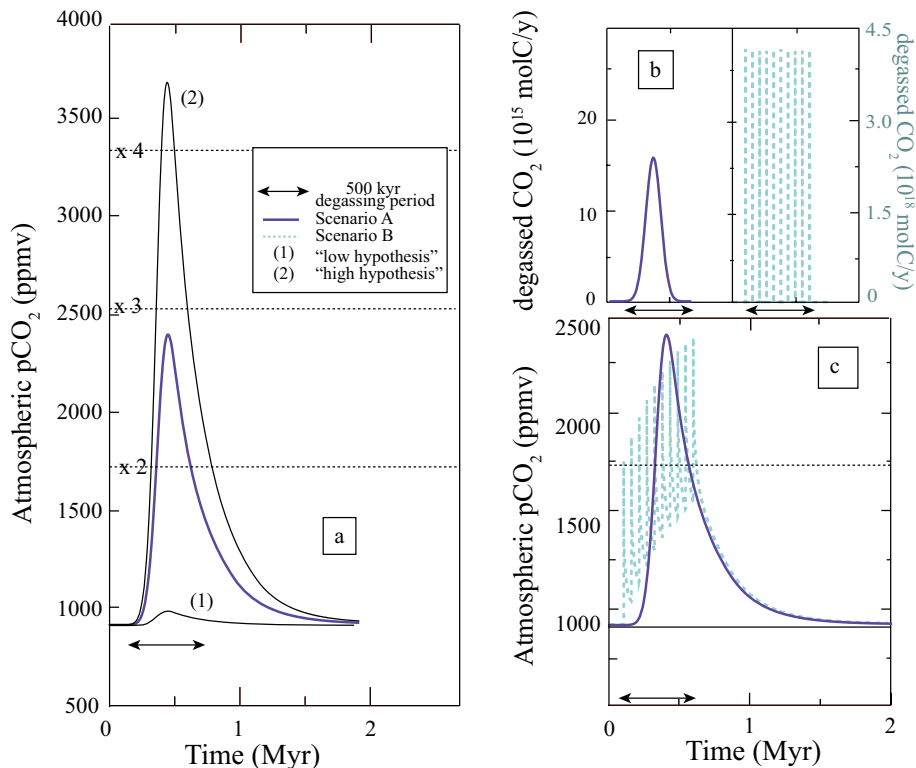 4000
3500
3000
2500
2000
1500
1000
500
Atmospheric pCO2 (ppmv)
0
1
2
Time (Myr)
x 4
x 3
x 2
(2)
(1)
a
500 kyr
degassing period
Scenario A
Scenario B
(1) “low hypothesis”
(2) “high hypothesis”
b
20
10
0
degassed CO2 (10^15 molC/y)
4.5
3.0
1.5
0
degassed CO2 (10^18 molC/y)
c
2500
2000
1500
1000
Atmospheric pCO2 (ppmv)
0
1
2
Time (Myr)